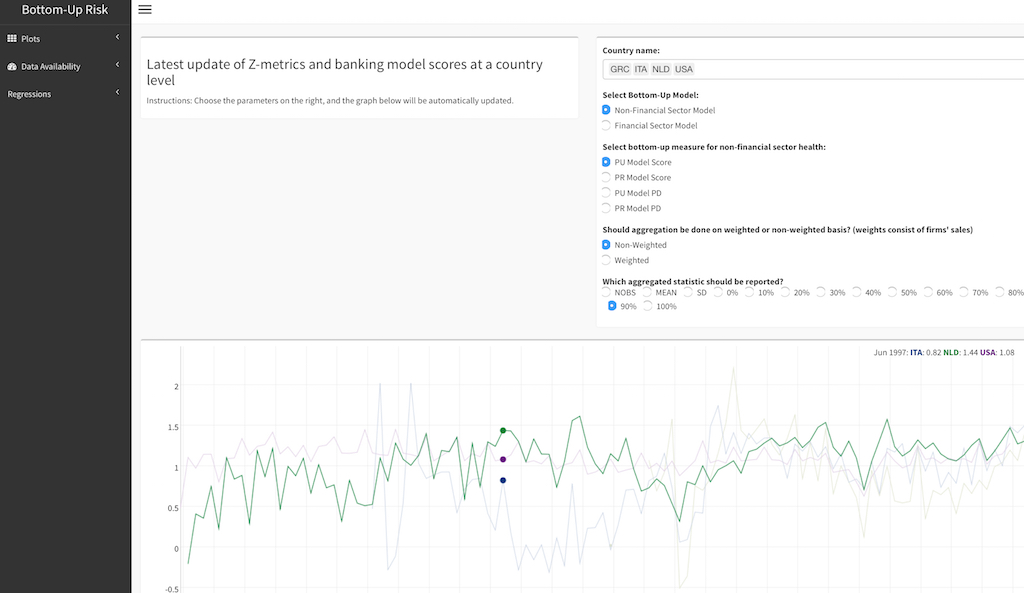 Bottom-Up Risk
Plots
Data Availability
Regressions
Latest update of Z-metrics and banking model scores at a country
level
Instructions: Choose the parameters on the right, and the graph below will be automatically updated.
Country name:
GRC ITA NLD USA
Select Bottom-Up Model:
Non-Financial Sector Model
Financial Sector Model
Select bottom-up measure for non-financial sector health:
PU Model Score
PR Model Score
PU Model PD
PR Model PD
Should aggregation be done on weighted or non-weighted basis? (weights consist of firms' sales)
Non-Weighted
Weighted
Which aggregated statistic should be reported?
NOBS MEAN SD 0% 10% 20% 30% 40% 50% 60% 70% 80%
90% 100%
Jun 1997: ITA: 0.82 NLD: 1.44 USA: 1.08
2
1.5
1
0.5
0
-0.5